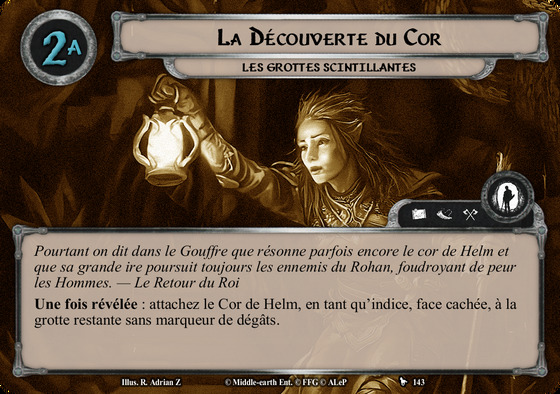 2A
La Découverte du Cor
Les Grottes Scintillantes
Pourtant on dit dans le Gouffre que résonne parfois encore le cor de Helm et
que sa grande ire poursuit toujours les ennemis du Rohan, foudroyant de peur
les Hommes. — Le Retour du Roi
Une fois révélée : attachez le Cor de Helm, en tant qu’indice, face cachée, à la
grotte restante sans marqueur de dégâts.
Illus. R. Adrian Z © Middle-earth Ent. © FFG © ALeP 143